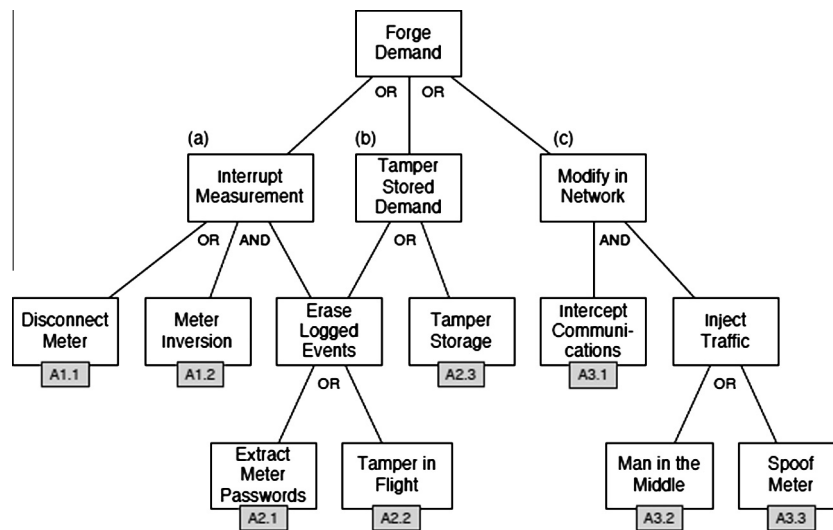 Forge
Demand
OR
OR
(a)
(b)
(c)
Interrupt
Measurement
Tamper
Stored
Demand
Modify in
Network
OR
AND
OR
AND
Disconnect
Meter
A1.1
Meter
Inversion
A1.2
Erase
Logged
Events
Tamper
Storage
A2.3
Intercept
Communi-
cations
A3.1
Inject
Traffic
OR
OR
Extract
Meter
Passwords
A2.1
Tamper in
Flight
A2.2
Man in the
Middle
A3.2
Spoof
Meter
A3.3